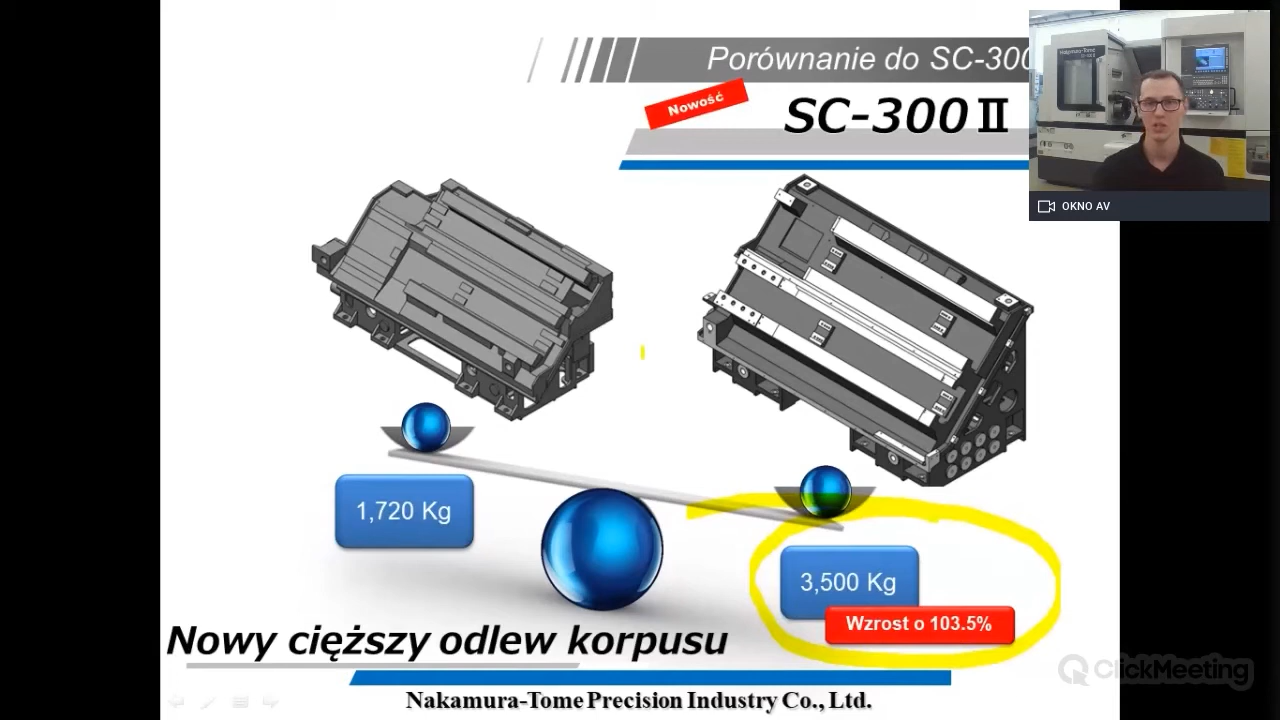 Porównanie do SC-300
Nowość
SC-300II
OKNO AV
1,720 Kg
3,500 Kg
Wzrost o 103.5%
Nowy cięższy odlew korpusu
Nakamura-Tome Precision Industry Co., Ltd.
ClickMeeting